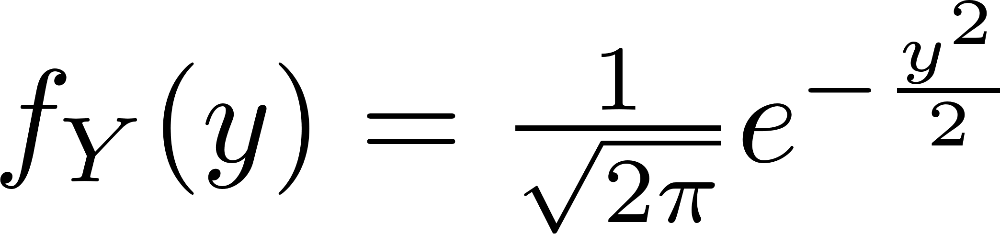 f_Y(y) = \frac{1}{\sqrt{2\pi}} e^{-\frac{y^2}{2}}